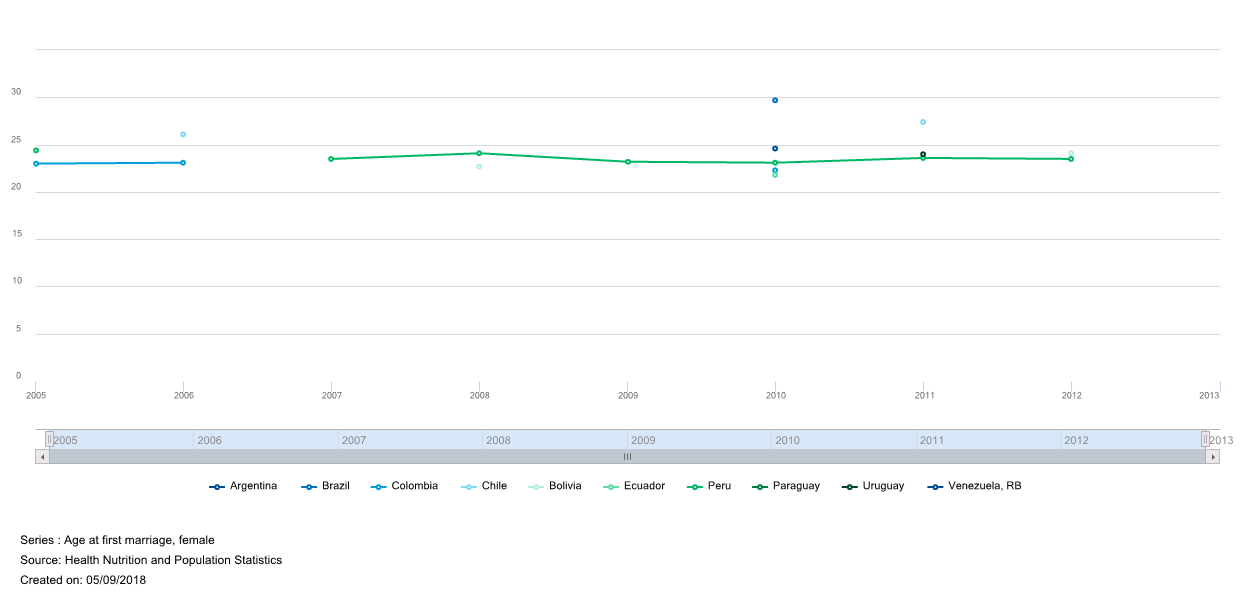 30
25
20
15
10
5
0
2005 2006 2007 2008 2009 2010 2011 2012 2013
2005 2006 2007 2008 2009 2010 2011 2012 2013
Argentina Brazil Colombia Chile Bolivia Ecuador Peru Paraguay Uruguay Venezuela, RB
Series : Age at first marriage, female
Source: Health Nutrition and Population Statistics
Created on: 05/09/2018